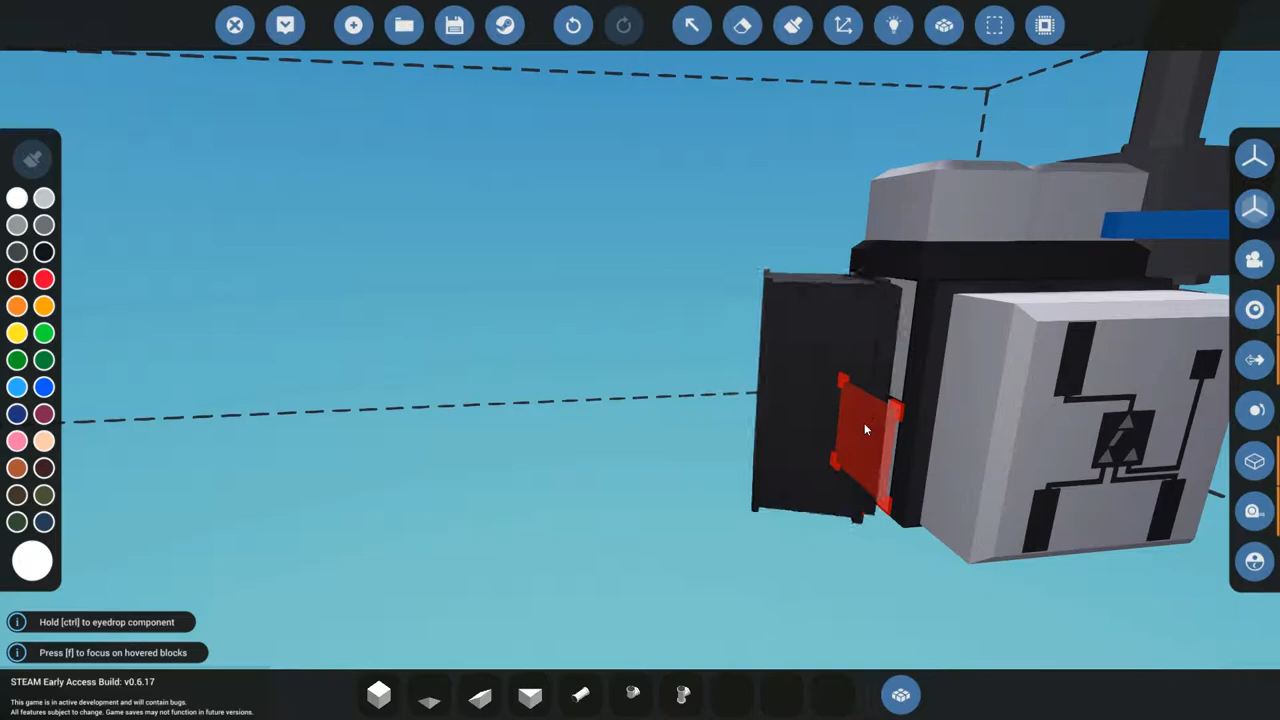 Hold [ctrl] to eyedrop component
Press [f] to focus on hovered blocks
STEAM Early Access Build: v0.6.17
This game is in active development and will contain bugs.
All features subject to change. Game saves may not function in future versions.